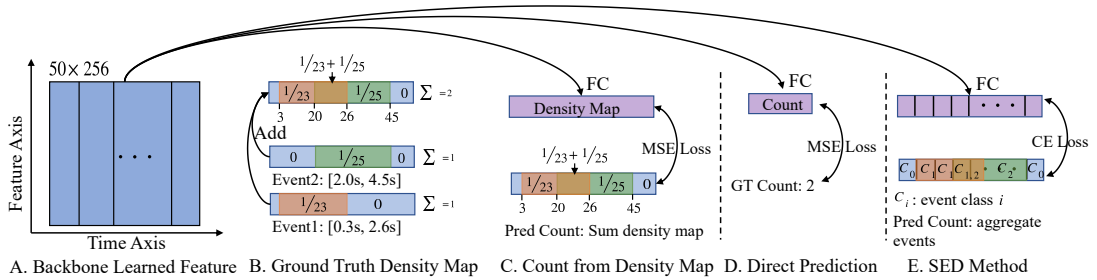 50×256
Feature Axis
• • •
Time Axis
A. Backbone Learned Feature
1/23+1/25
1/23
1/25
0
Σ =2
3 20 26 45
Add
0
1/25
0
Σ =1
Event2: [2.0s, 4.5s]
1/23
0
Σ =1
Event1: [0.3s, 2.6s]
B. Ground Truth Density Map
FC
Density Map
MSE Loss
1/23+1/25
1/23
1/25
0
3 20 26 45
Pred Count: Sum density map
C. Count from Density Map
FC
Count
MSE Loss
GT Count: 2
D. Direct Prediction
FC
• • •
CE Loss
C0 C1 C1 C1,2 • C2• C0
Ci : event class i
Pred Count: aggregate
events
E. SED Method